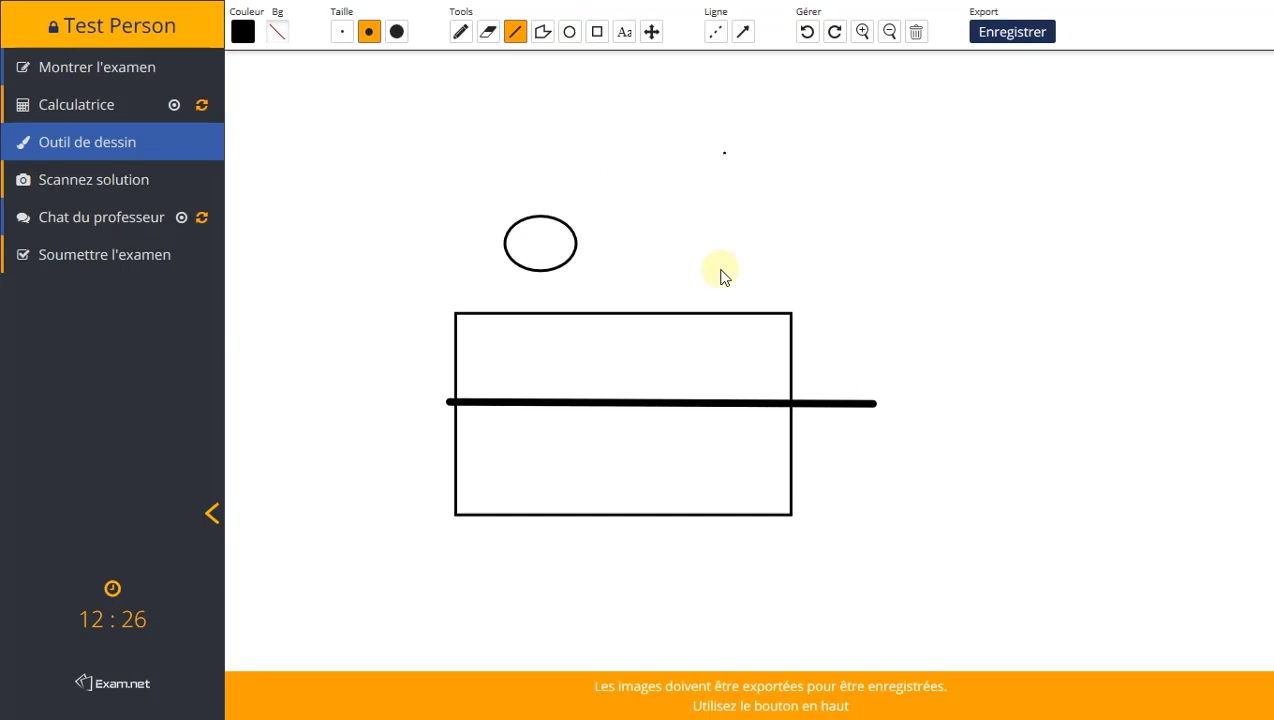 Test Person
Montrer l'examen
Calculatrice
Outil de dessin
Scannez solution
Chat du professeur
Soumettre l'examen
12 : 26
Exam.net
Couleur Bg Taille Tools Ligne Gérer Export
Aa
Enregistrer
Les images doivent être exportées pour être enregistrées.
Utilisez le bouton en haut